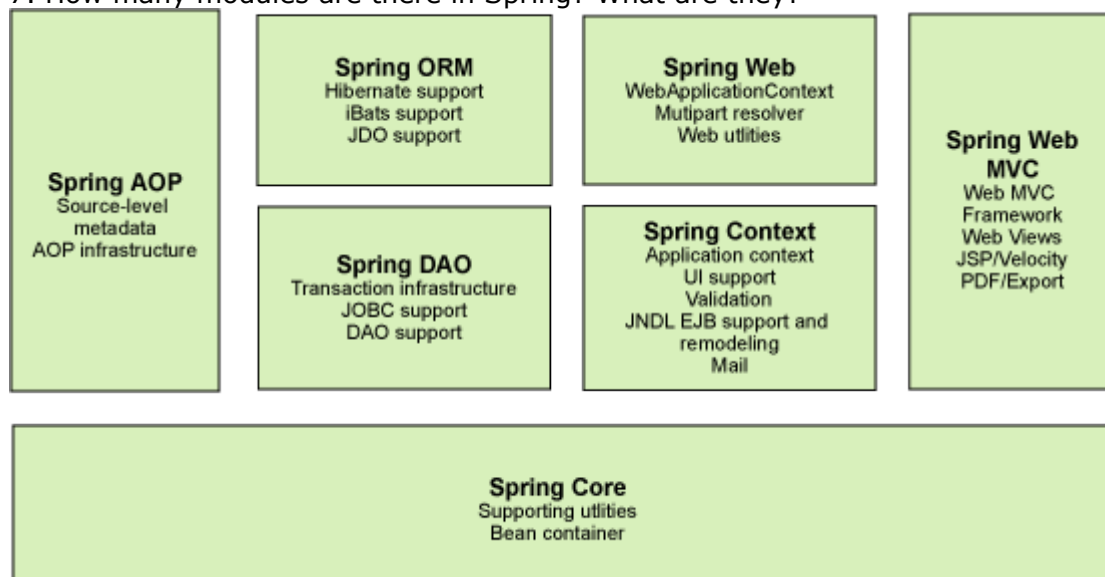 7. How many modules are there in Spring? What are they?
Spring ORM
Hibernate support
iBats support
JDO support
Spring Web
WebApplicationContext
Mutipart resolver
Web utlities
Spring AOP
Source-level
metadata
AOP infrastructure
Spring Web
MVC
Web MVC
Framework
Web Views
JSP/Velocity
PDF/Export
Spring DAO
Transaction infrastructure
JOBC support
DAO support
Spring Context
Application context
UI support
Validation
JNDL EJB support and
remodeling
Mail
Spring Core
Supporting utlities
Bean container